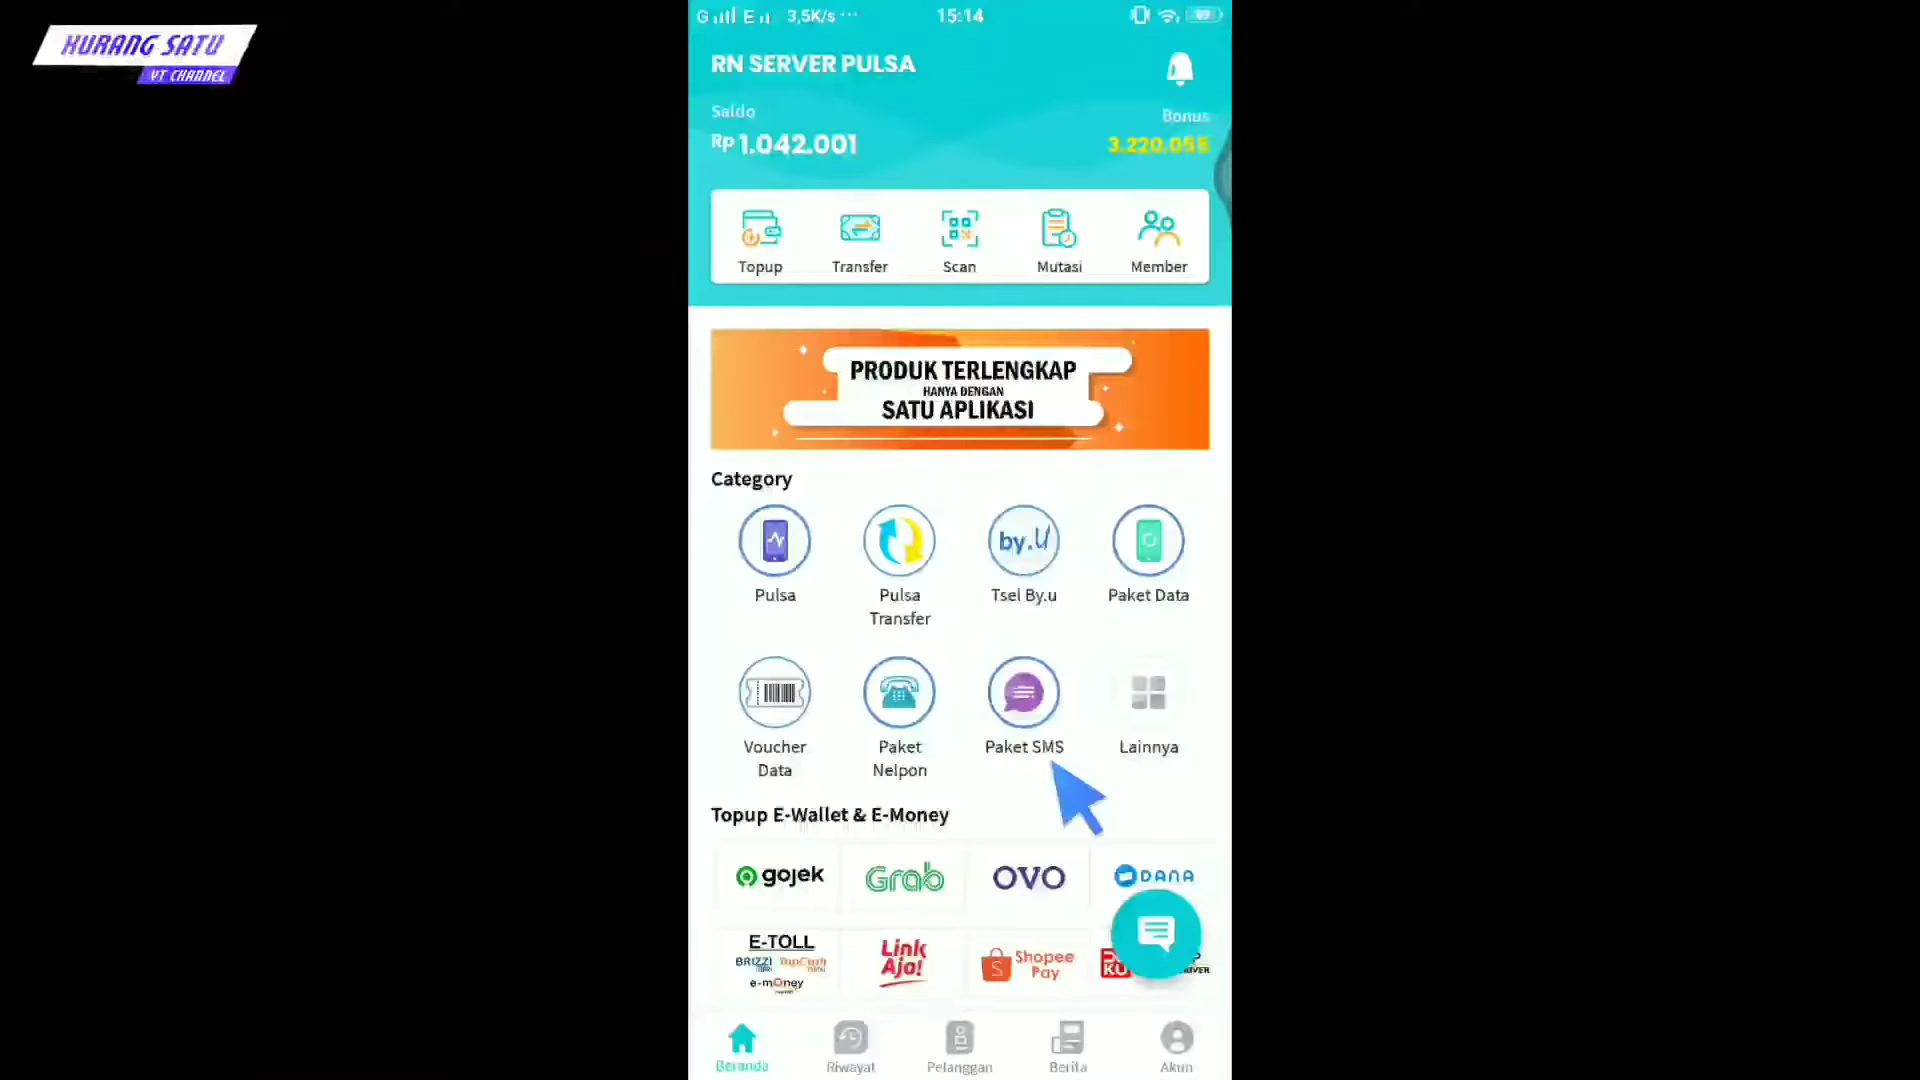 KURANG SATU
YT CHANNEL
3,5K/s ...
15:14
89
RN SERVER PULSA
Saldo
Bonus
Rp 1.042.001
3.220.055
Topup
Transfer
Scan
Mutasi
Member
PRODUK TERLENGKAP
HANYA DENGAN
SATU APLIKASI
Category
by.U
Pulsa
Pulsa
Transfer
Tsel By.u
Paket Data
Voucher
Data
Paket
Nelpon
Paket SMS
Lainnya
Topup E-Wallet & E-Money
gojek
Grab
OVO
DANA
E-TOLL
BRIZZI
TapCash
e-money
Link
Aja!
Shopee
Pay
Beranda
Riwayat
Pelanggan
Berita
Akun